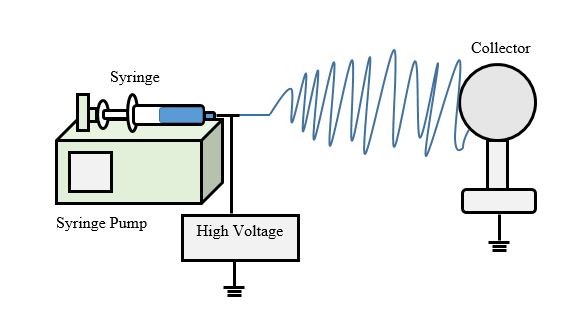 Collector
Syringe
Syringe Pump
High Voltage